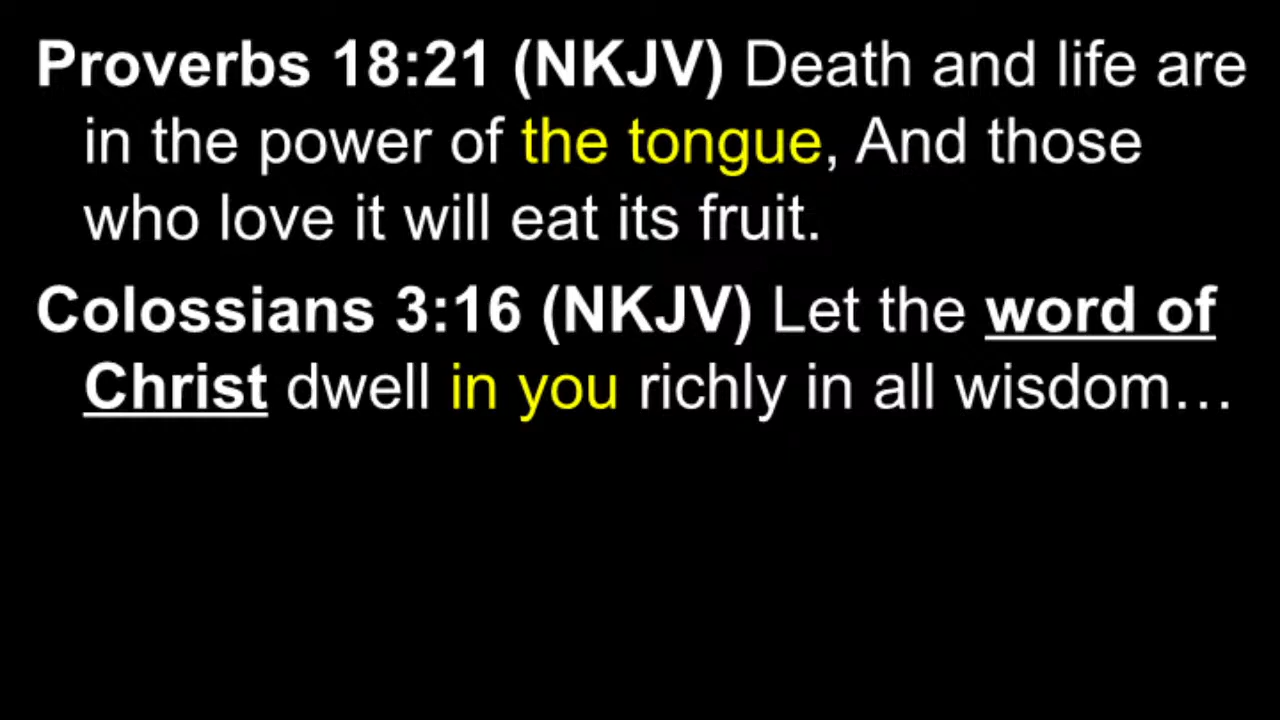 Proverbs 18:21 (NKJV) Death and life are
in the power of the tongue, And those
who love it will eat its fruit.
Colossians 3:16 (NKJV) Let the word of
Christ dwell in you richly in all wisdom…